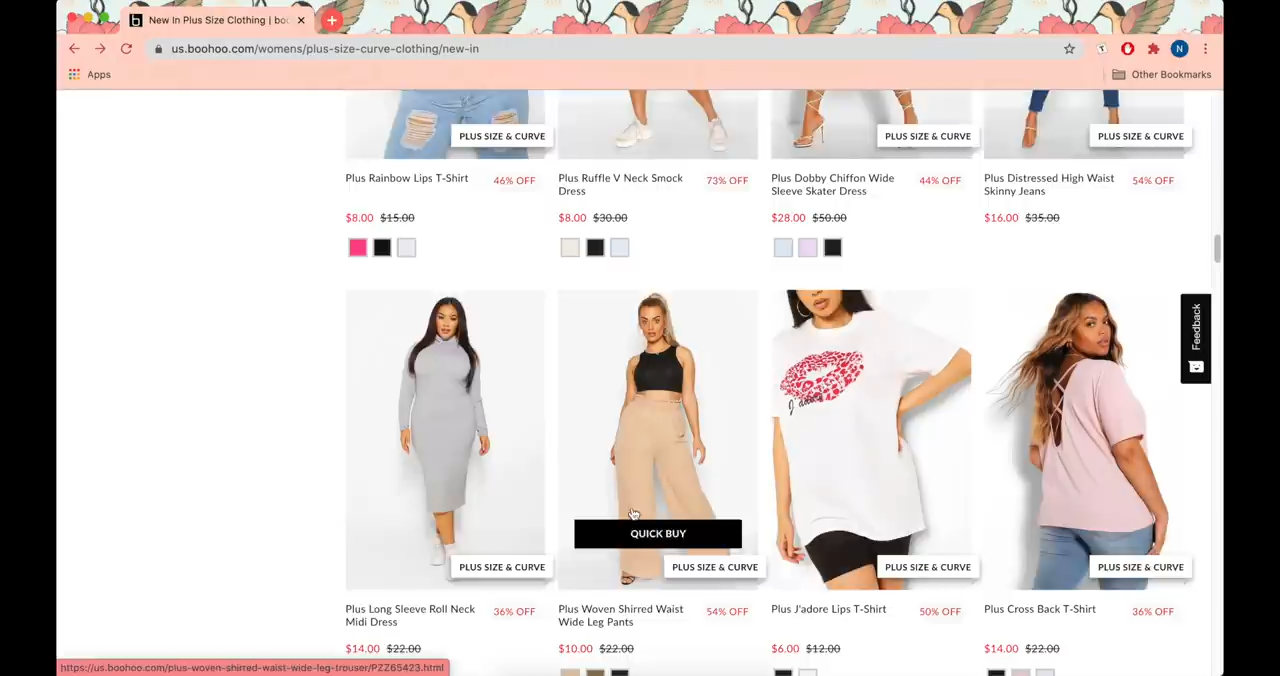 New In Plus Size Clothing | boo
us.boohoo.com/womens/plus-size-curve-clothing/new-in
N
Apps
Other Bookmarks
PLUS SIZE & CURVE
PLUS SIZE & CURVE
PLUS SIZE & CURVE
Plus Rainbow Lips T-Shirt
46% OFF
$8.00 $15.00
Plus Ruffle V Neck Smock
Dress
73% OFF
$8.00 $30.00
Plus Dobby Chiffon Wide
Sleeve Skater Dress
44% OFF
$28.00 $50.00
Plus Distressed High Waist
Skinny Jeans
54% OFF
$16.00 $35.00
Feedback
J'adore
QUICK BUY
PLUS SIZE & CURVE
PLUS SIZE & CURVE
PLUS SIZE & CURVE
PLUS SIZE & CURVE
Plus Long Sleeve Roll Neck
Midi Dress
36% OFF
$14.00 $22.00
Plus Woven Shirred Waist
Wide Leg Pants
54% OFF
$10.00 $22.00
Plus J'adore Lips T-Shirt
50% OFF
$6.00 $12.00
Plus Cross Back T-Shirt
36% OFF
$14.00 $22.00
https://us.boohoo.com/plus-woven-shirred-waist-wide-leg-trouser/PZZ65423.html